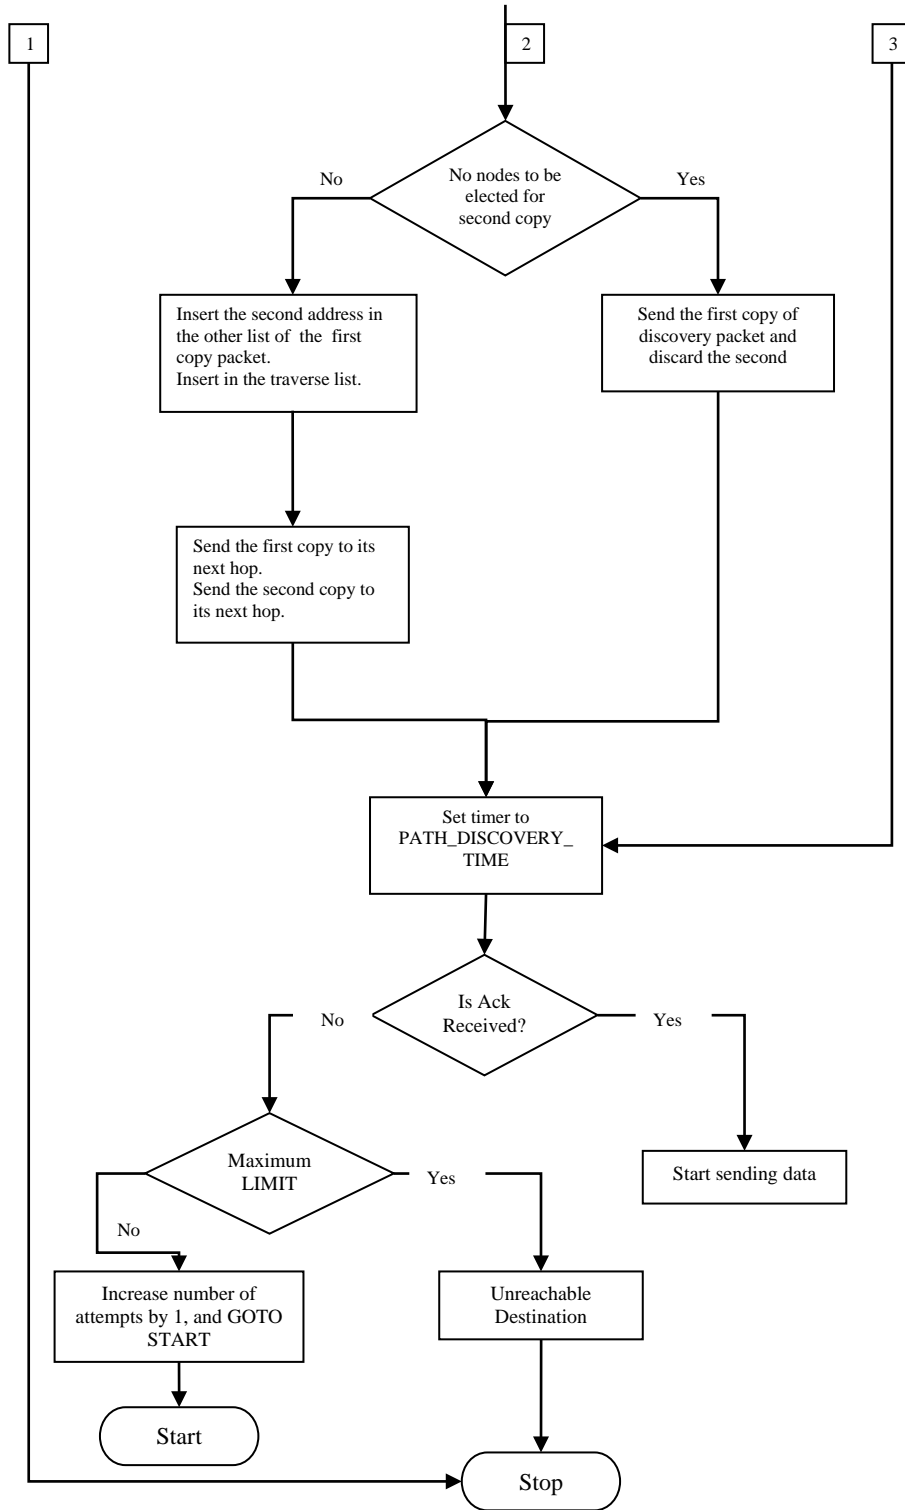 1
2
3
No nodes to be
elected for
second copy
No
Yes
Insert the second address in
the other list of the first
copy packet.
Insert in the traverse list.
Send the first copy of
discovery packet and
discard the second
Send the first copy to its
next hop.
Send the second copy to
its next hop.
Set timer to
PATH_DISCOVERY_
TIME
Is Ack
Received?
No
Yes
Maximum
LIMIT
Yes
No
Start sending data
Increase number of
attempts by 1, and GOTO
START
Unreachable
Destination
Start
Stop